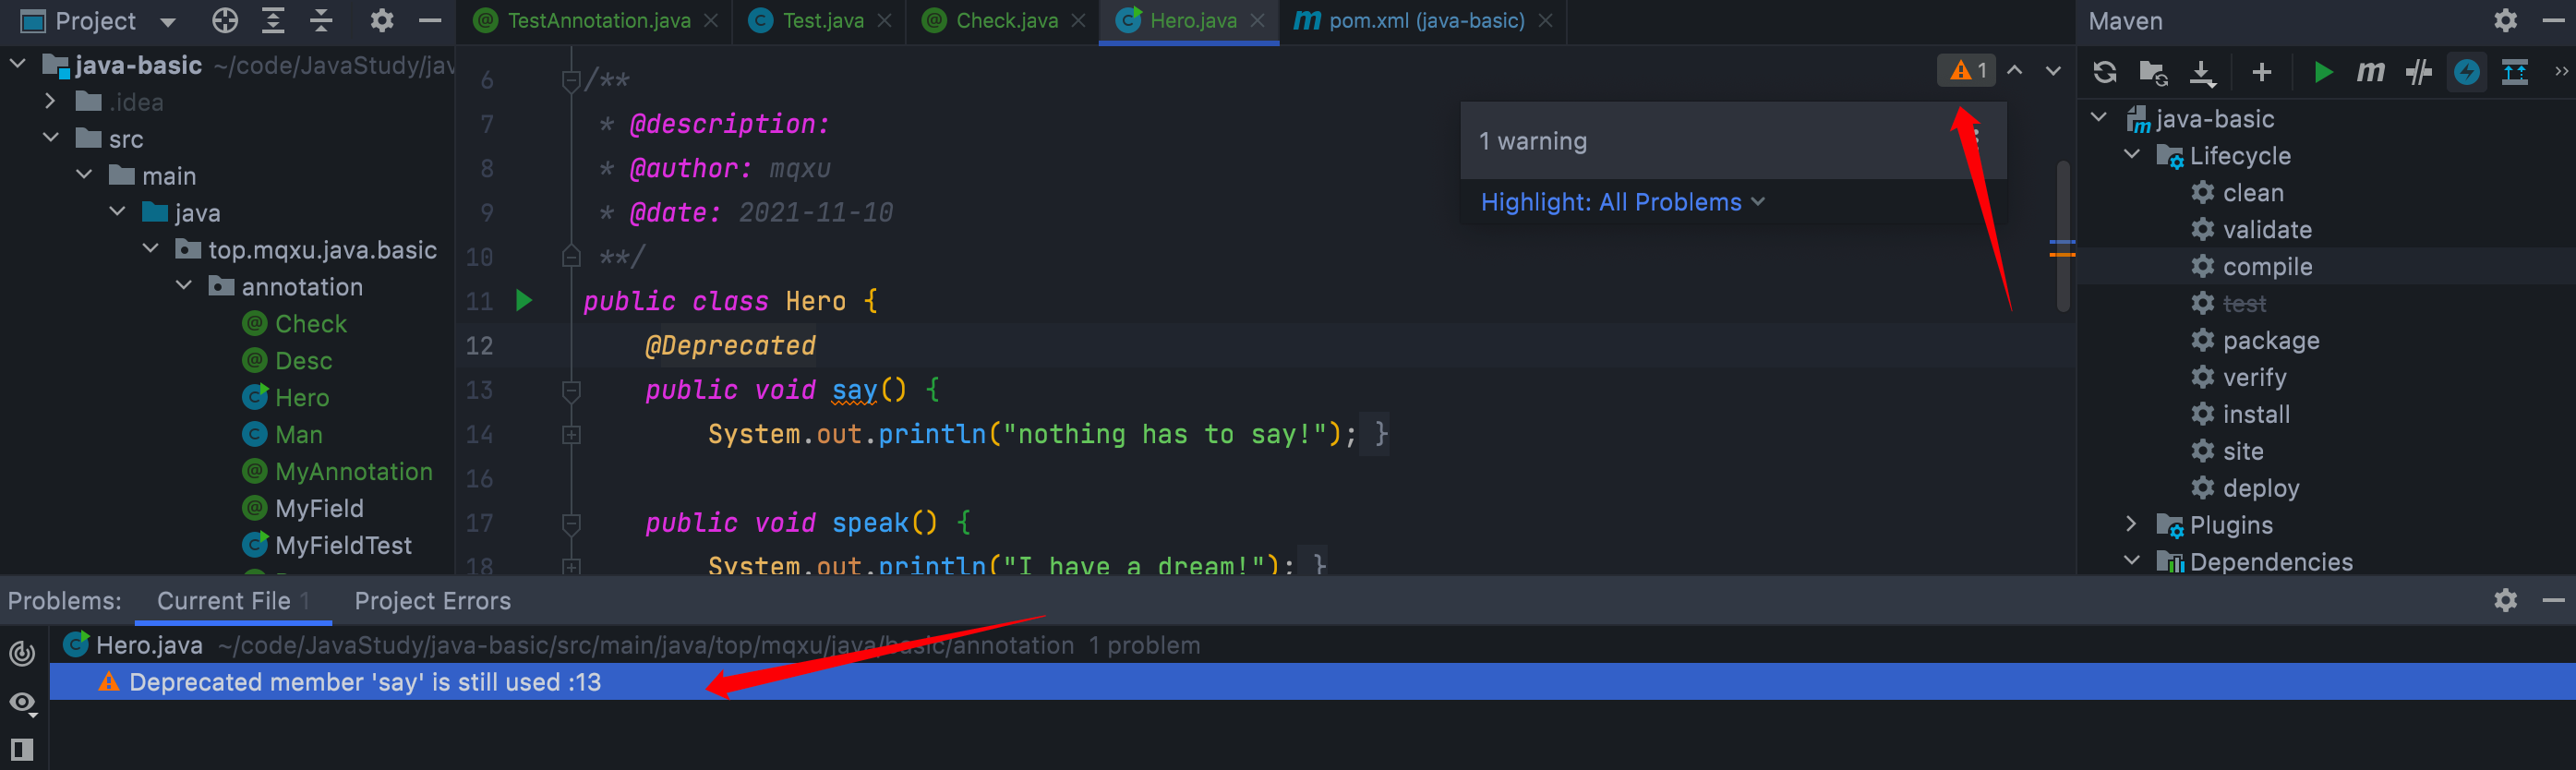 Project
TestAnnotation.java
Test.java
Check.java
Hero.java
pom.xml (java-basic)
Maven
java-basic ~/code/JavaStudy/jav
.idea
src
main
java
top.mqxu.java.basic
annotation
Check
Desc
Hero
Man
MyAnnotation
MyField
MyFieldTest
6 /**
7 * @description:
8 * @author: mqxu
9 * @date: 2021-11-10
10 **/
11 public class Hero {
12 @Deprecated
13 public void say() {
14 System.out.println("nothing has to say!"); }
16
17 public void speak() {
18 System.out.println("I have a dream!"); }
1
1 warning
Highlight: All Problems
java-basic
Lifecycle
clean
validate
compile
test
package
verify
install
site
deploy
Plugins
Dependencies
Problems: Current File 1 Project Errors
Hero.java ~/code/JavaStudy/java-basic/src/main/java/top/mqxu/java/basic/annotation 1 problem
Deprecated member 'say' is still used :13